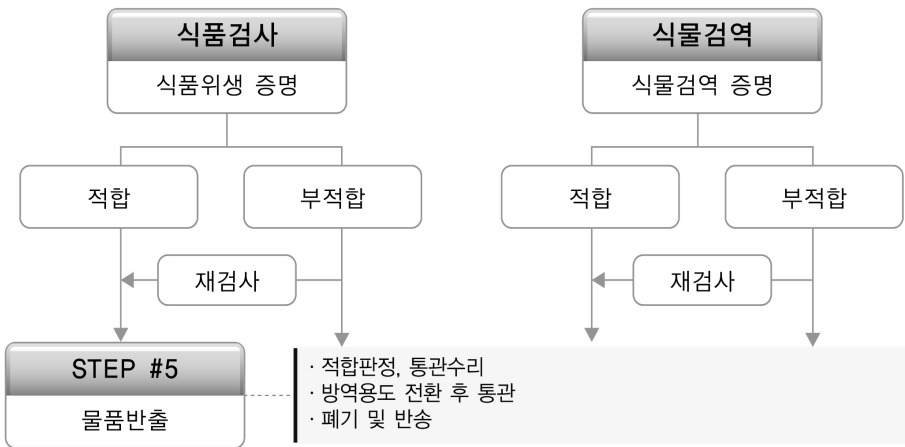 식품검사
식품위생 증명
식물검역
식물검역 증명
적합
부적합
적합
부적합
재검사
재검사
STEP #5
물품반출
· 적합판정, 통관수리
· 방역용도 전환 후 통관
· 폐기 및 반송